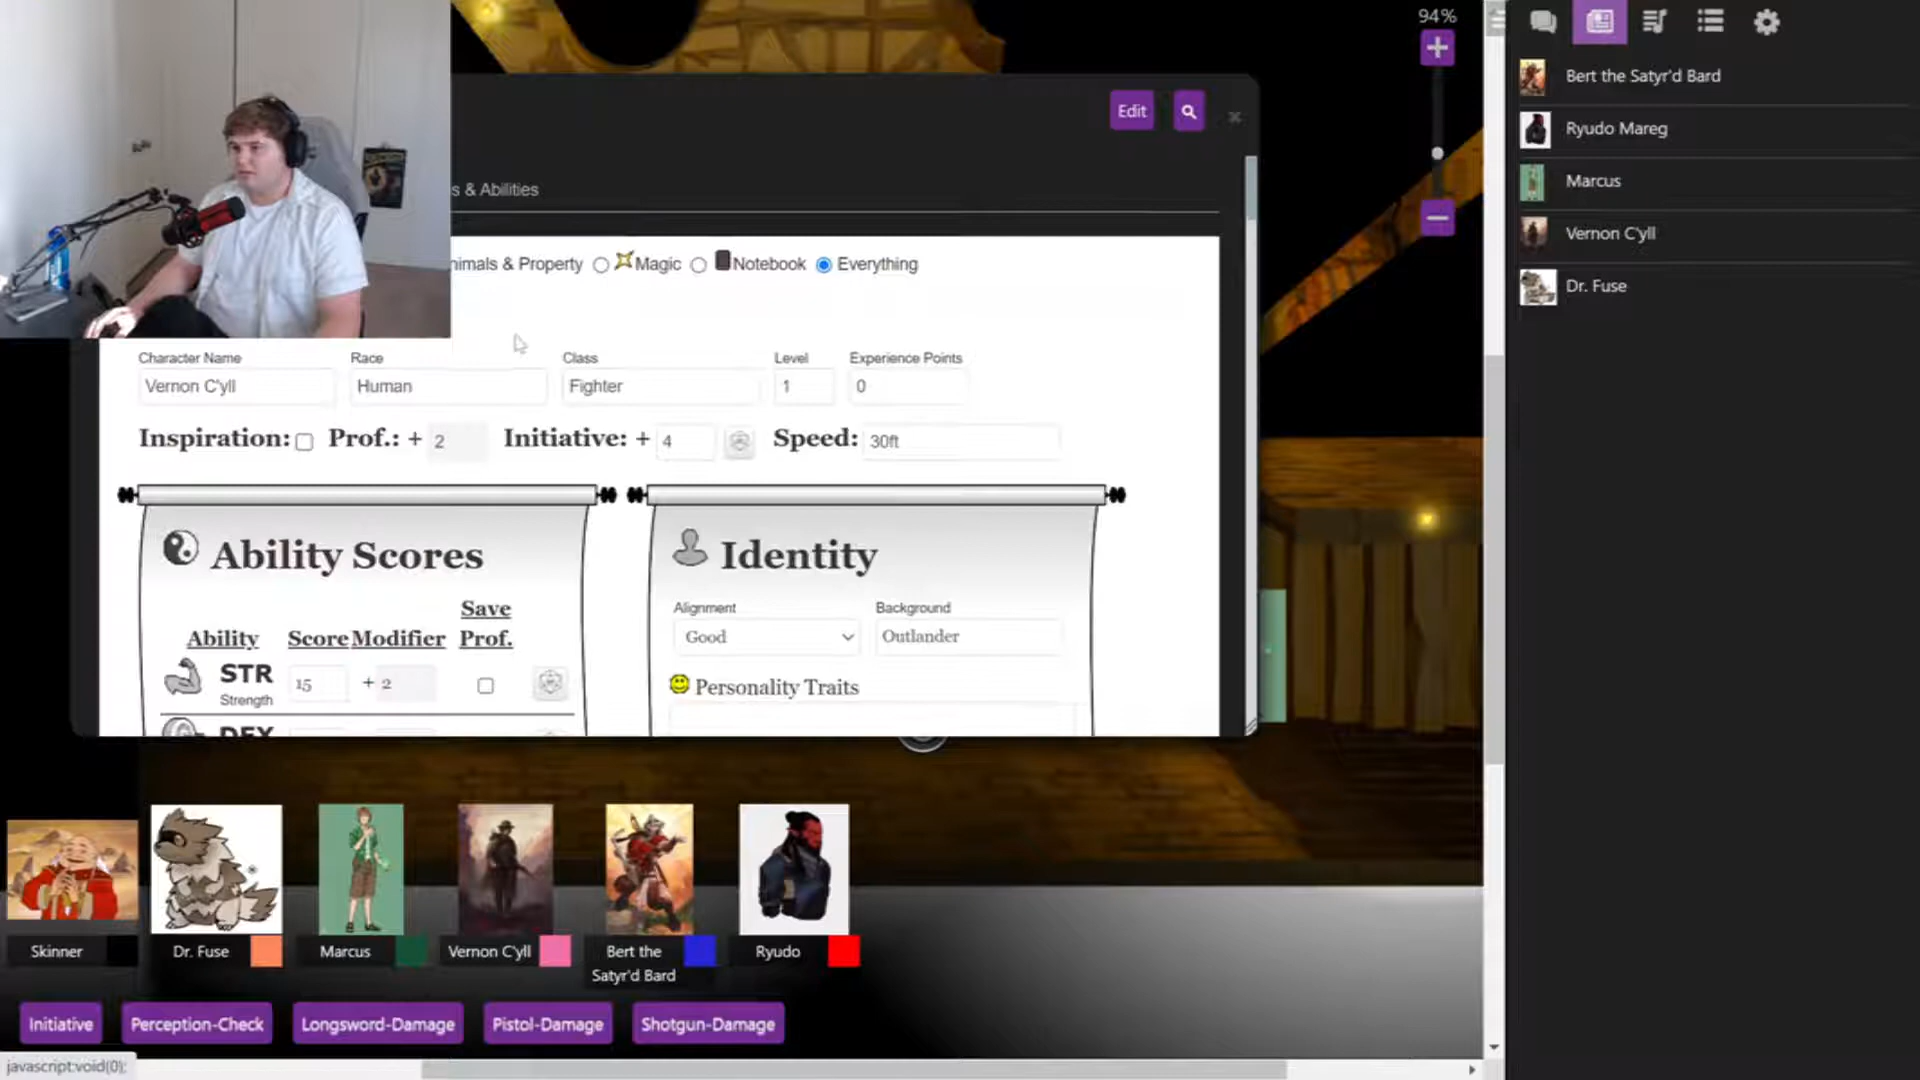 94%
Edit
s & Abilities
nimals & Property Magic Notebook Everything
Character Name Race Class Level Experience Points
Vernon C'yll Human Fighter 1 0
Inspiration: Prof.: + 2 Initiative: + 4 Speed: 30ft
Ability Scores
Ability Score Modifier Save Prof.
STR 15 + 2
Strength
DEX
Identity
Alignment Background
Good Outlander
Personality Traits
Bert the Satyr'd Bard
Ryudo Mareg
Marcus
Vernon C'yll
Dr. Fuse
Skinner
Dr. Fuse
Marcus
Vernon C'yll
Bert the
Satyr'd Bard
Ryudo
Initiative Perception-Check Longsword-Damage Pistol-Damage Shotgun-Damage
javascript:void(0);